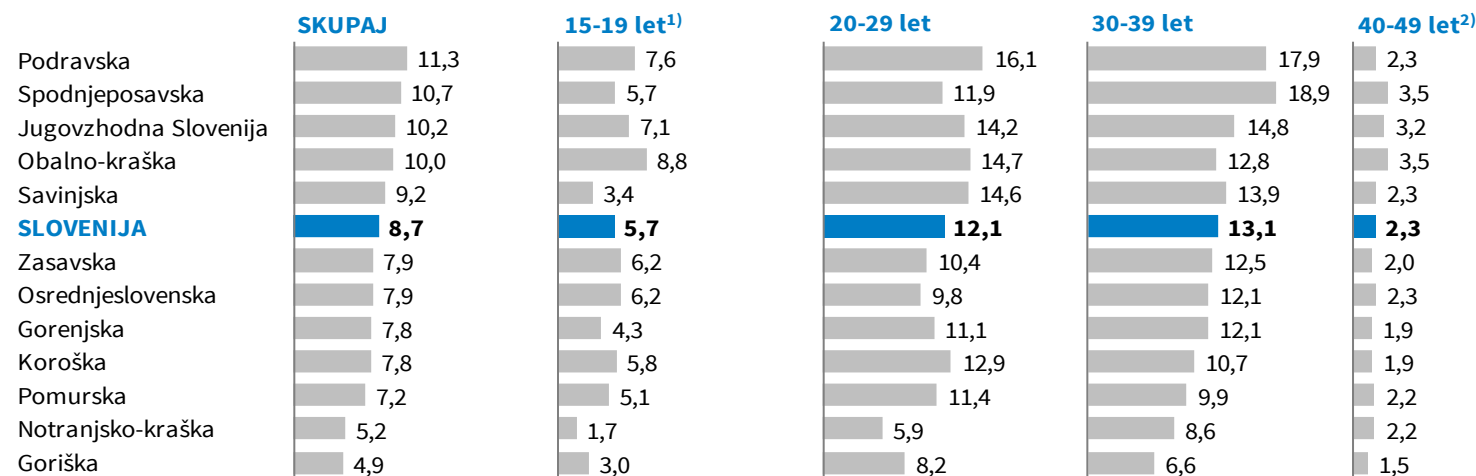 SKUPAJ 15-19 let1) 20-29 let 30-39 let 40-49 let2)
Podravska 11,3 7,6 16,1 17,9 2,3
Spodnjeposavska 10,7 5,7 11,9 18,9 3,5
Jugovzhodna Slovenija 10,2 7,1 14,2 14,8 3,2
Obalno-kraška 10,0 8,8 14,7 12,8 3,5
Savinjska 9,2 3,4 14,6 13,9 2,3
SLOVENIJA 8,7 5,7 12,1 13,1 2,3
Zasavska 7,9 6,2 10,4 12,5 2,0
Osrednjeslovenska 7,9 6,2 9,8 12,1 2,3
Gorenjska 7,8 4,3 11,1 12,1 1,9
Koroška 7,8 5,8 12,9 10,7 1,9
Pomurska 7,2 5,1 11,4 9,9 2,2
Notranjsko-kraška 5,2 1,7 5,9 8,6 2,2
Goriška 4,9 3,0 8,2 6,6 1,5